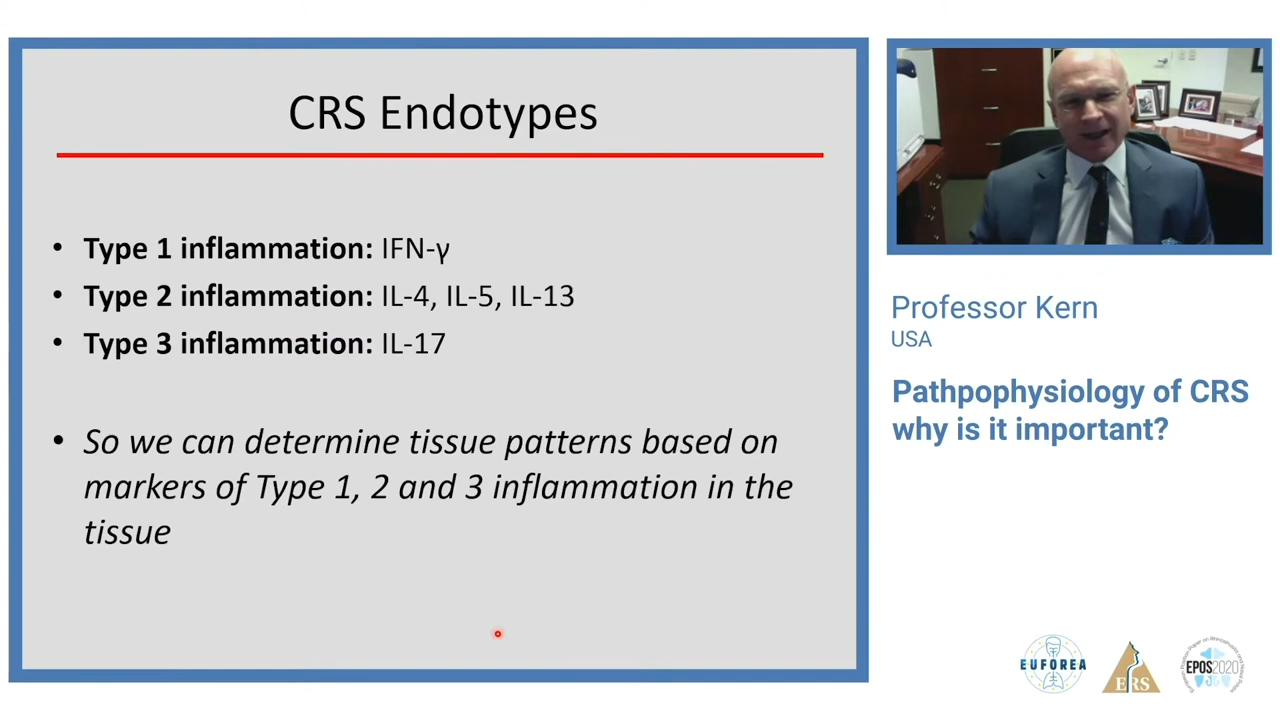 CRS Endotypes
• Type 1 inflammation: IFN-γ
• Type 2 inflammation: IL-4, IL-5, IL-13
• Type 3 inflammation: IL-17
• So we can determine tissue patterns based on
markers of Type 1, 2 and 3 inflammation in the
tissue
Professor Kern
USA
Pathpophysiology of CRS
why is it important?
EUFOREA
ERS
EPOS2020